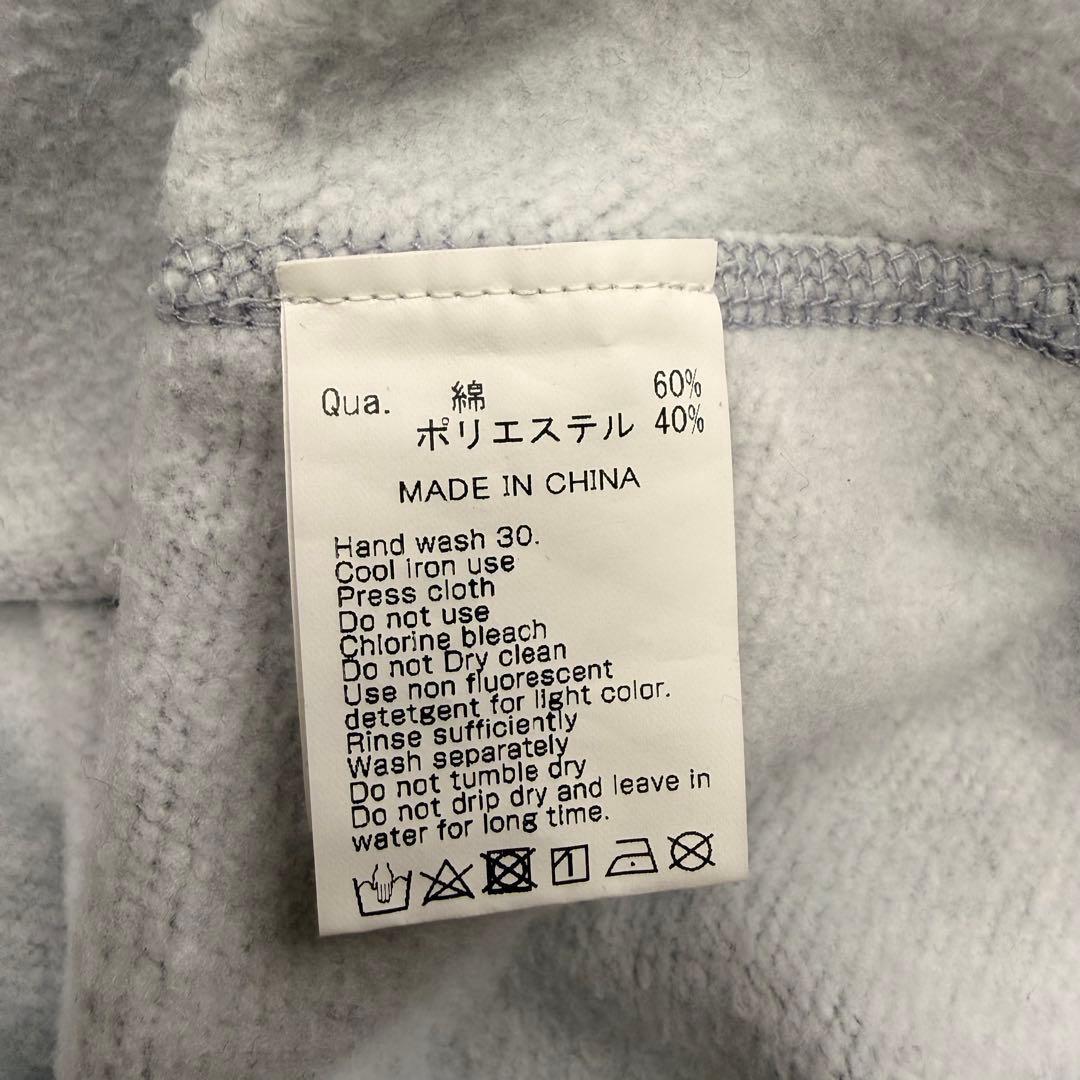 Qua. 綿 60%
ポリエステル 40%
MADE IN CHINA
Hand wash 30.
Cool iron use
Press cloth
Do not use
Chlorine bleach
Do not Dry clean
Use non fluorescent
detetgent for light color.
Rinse sufficiently
Wash separately
Do not tumble dry
Do not drip dry and leave in
water for long time.